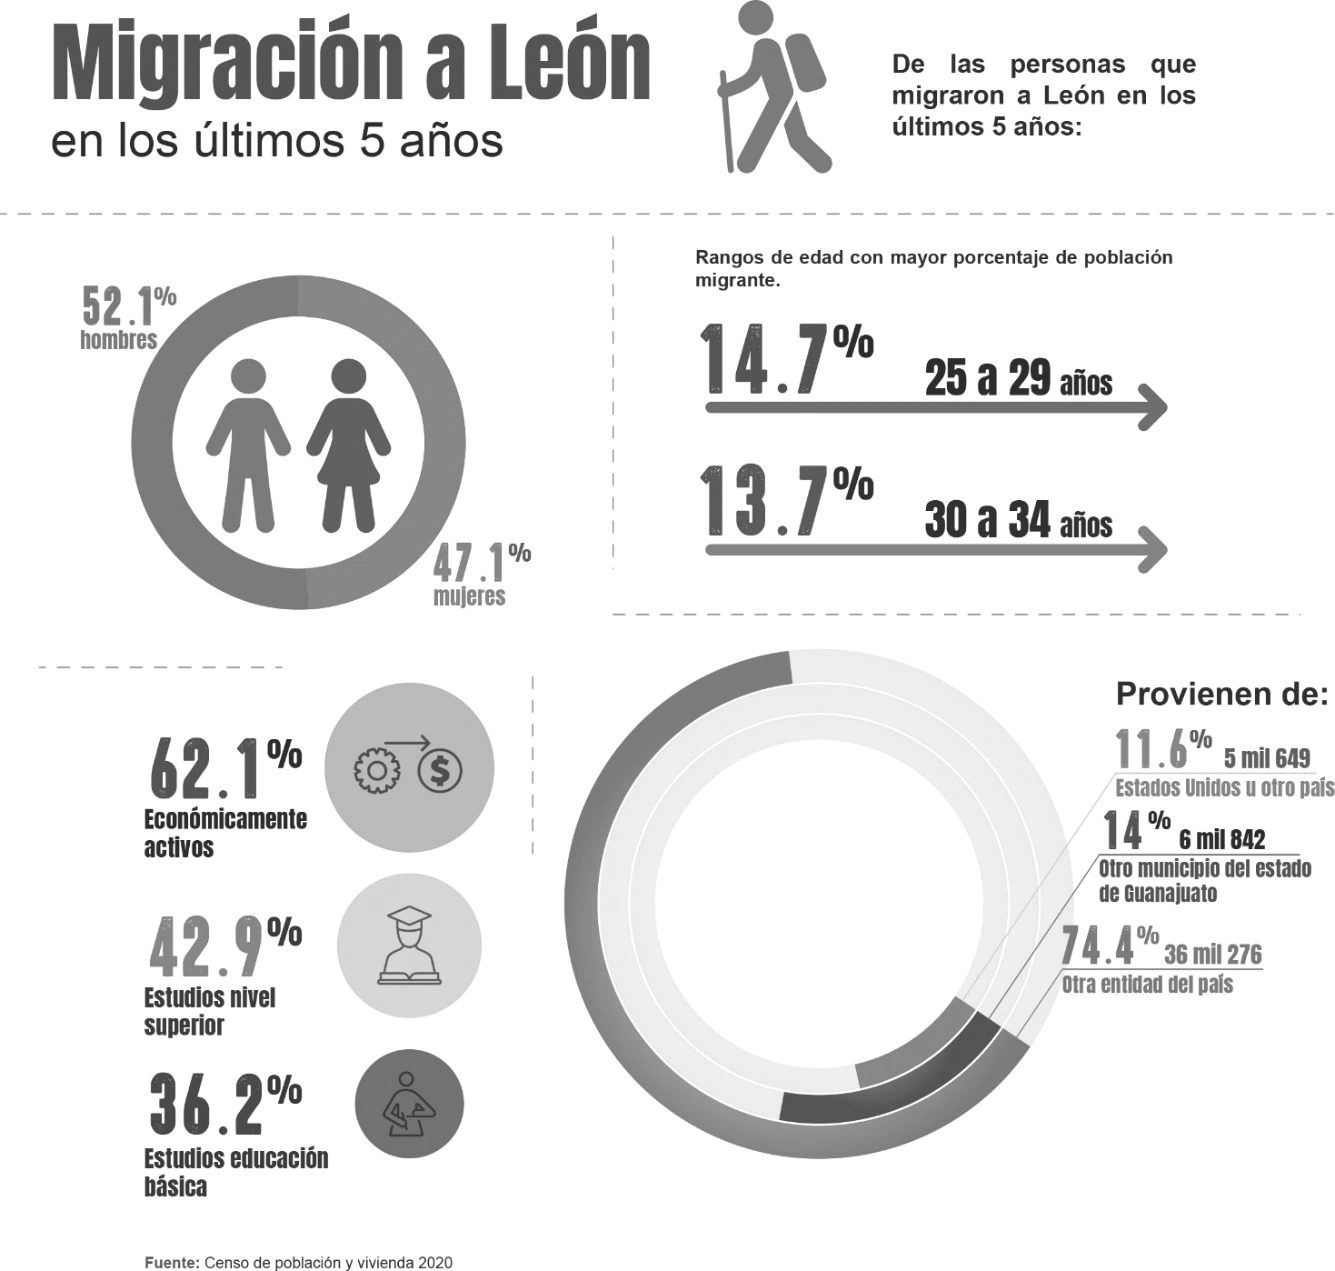 Migración a León
en los últimos 5 años
De las personas que
migraron a León en los
últimos 5 años:
52.1%
hombres
47.1%
mujeres
Rangos de edad con mayor porcentaje de población
migrante.
14.7% 25 a 29 años
13.7% 30 a 34 años
62.1%
Económicamente
activos
42.9%
Estudios nivel
superior
36.2%
Estudios educación
básica
Provienen de:
11.6% 5 mil 649
Estados Unidos u otro país
14% 6 mil 842
Otro municipio del estado
de Guanajuato
74.4% 36 mil 276
Otra entidad del país
$
Fuente: Censo de población y vivienda 2020